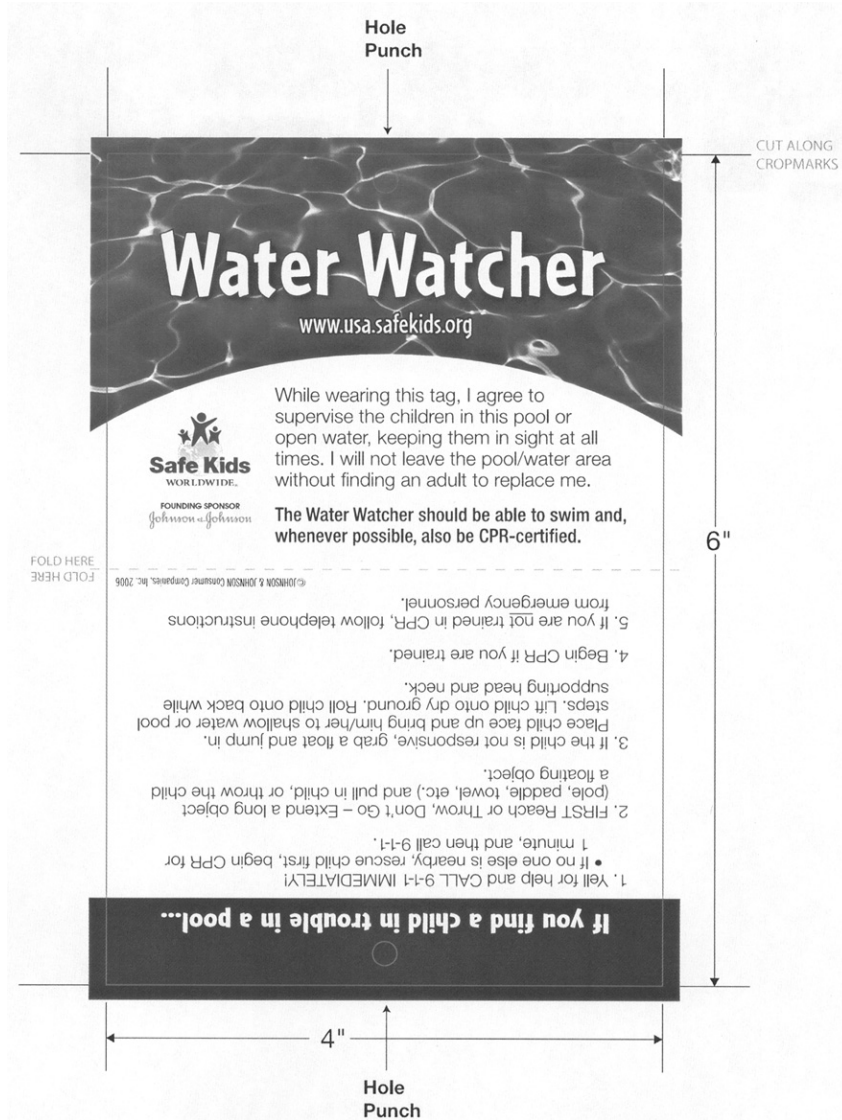 Hole
Punch
CUT ALONG
CROPMARKS
Water Watcher
www.usa.safekids.org
While wearing this tag, I agree to
supervise the children in this pool or
open water, keeping them in sight at all
times. I will not leave the pool/water area
without finding an adult to replace me.
The Water Watcher should be able to swim and,
whenever possible, also be CPR-certified.
Safe Kids
WORLDWIDE™
FOUNDING SPONSOR
Johnson & Johnson
6"
FOLD HERE
FOLD HERE
If you find a child in trouble in a pool...
1. Yell for help and CALL 9-1-1 IMMEDIATELY!
• If no one else is nearby, rescue child first, begin CPR for
1 minute, and then call 9-1-1.
2. FIRST Reach or Throw, Don't Go – Extend a long object
(pole, paddle, towel, etc.) and pull in child, or throw the child
a floating object.
3. If the child is not responsive, grab a float and jump in.
Place child face up and bring him/her to shallow water or pool
steps. Lift child onto dry ground. Roll child onto back while
supporting head and neck.
4. Begin CPR if you are trained.
5. If you are not trained in CPR, follow telephone instructions
from emergency personnel.
©JOHNSON & JOHNSON Consumer Companies, Inc. 2006
4"
Hole
Punch